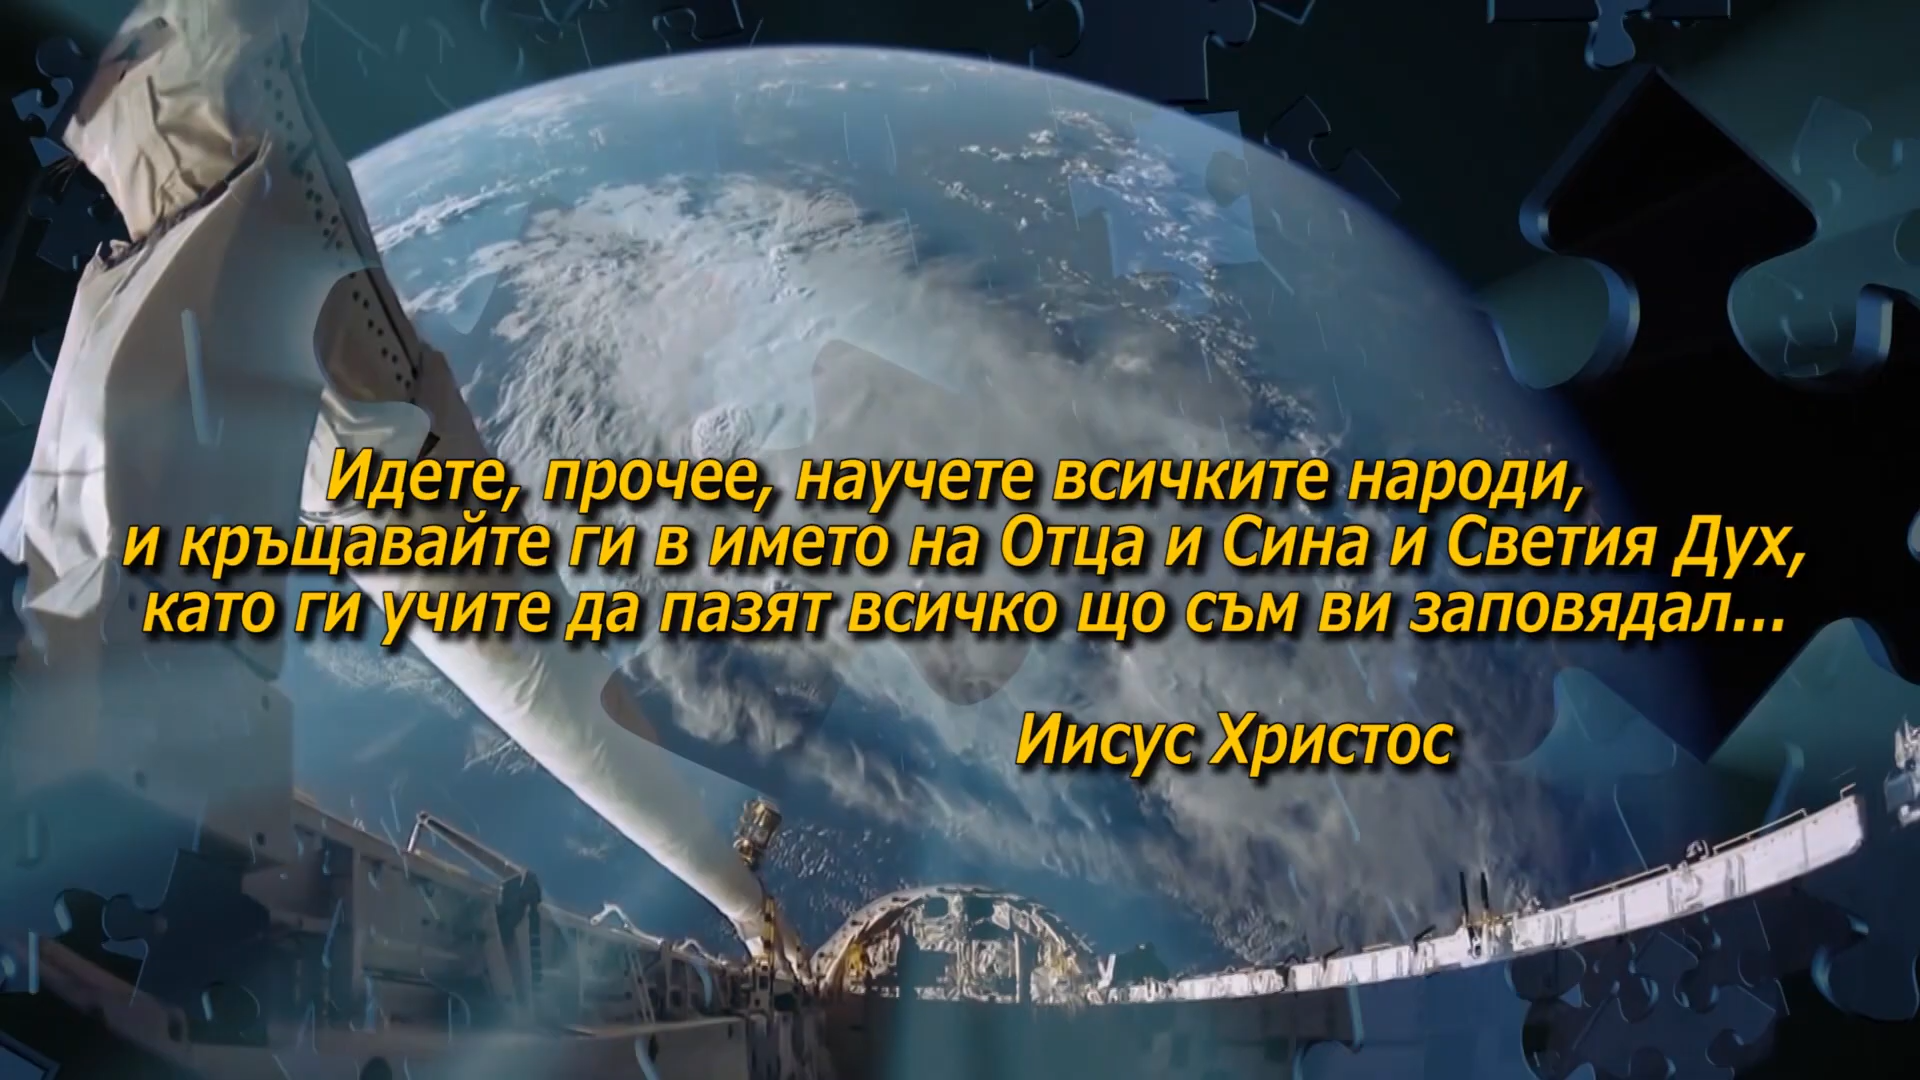 Идете, прочее, научете всичките народи,
и кръщавайте ги в името на Отца и Сина и Светия Дух,
като ги учите да пазят всичко що съм ви заповядал...
Иисус Христос